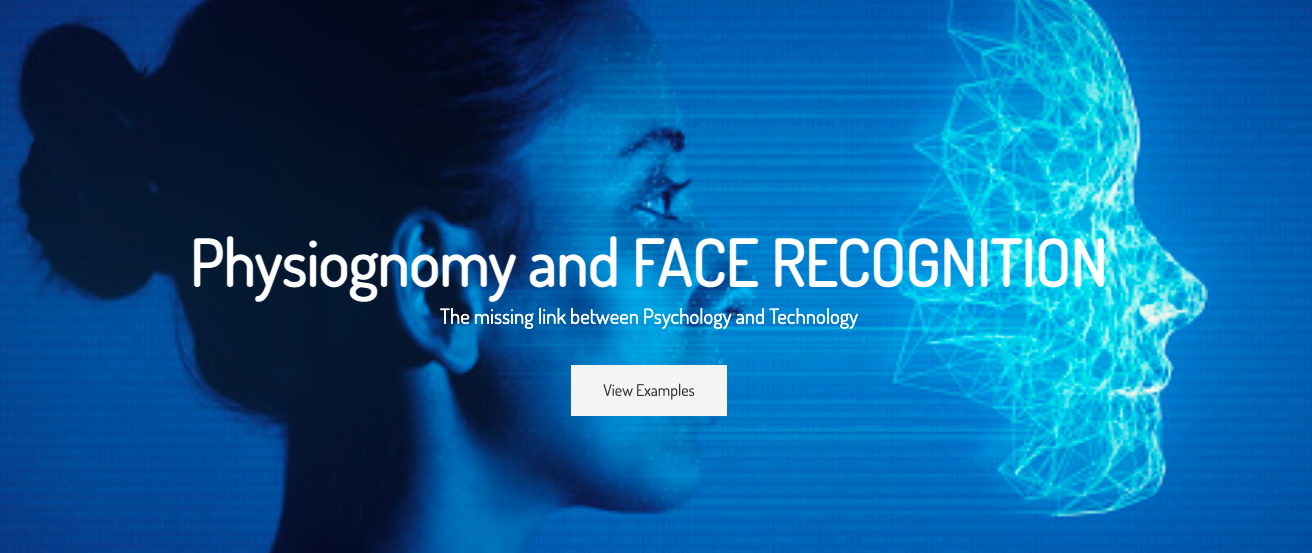 Physiognomy and FACE RECOGNITION
The missing link between Psychology and Technology
View Examples